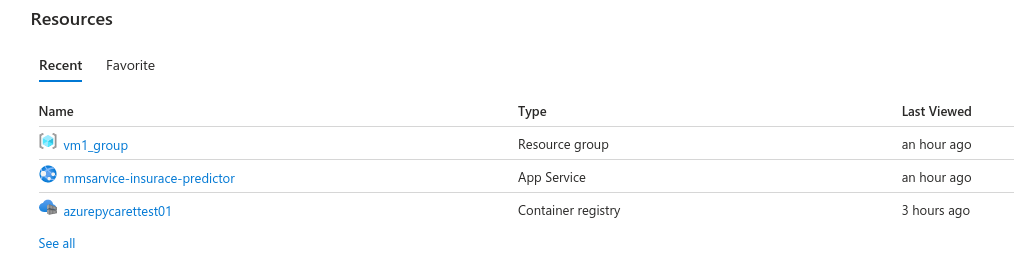 Resources
Recent Favorite
Name Type Last Viewed
vm1_group Resource group an hour ago
mmsarvice-insurace-predictor App Service an hour ago
azurepycarettest01 Container registry 3 hours ago
See all